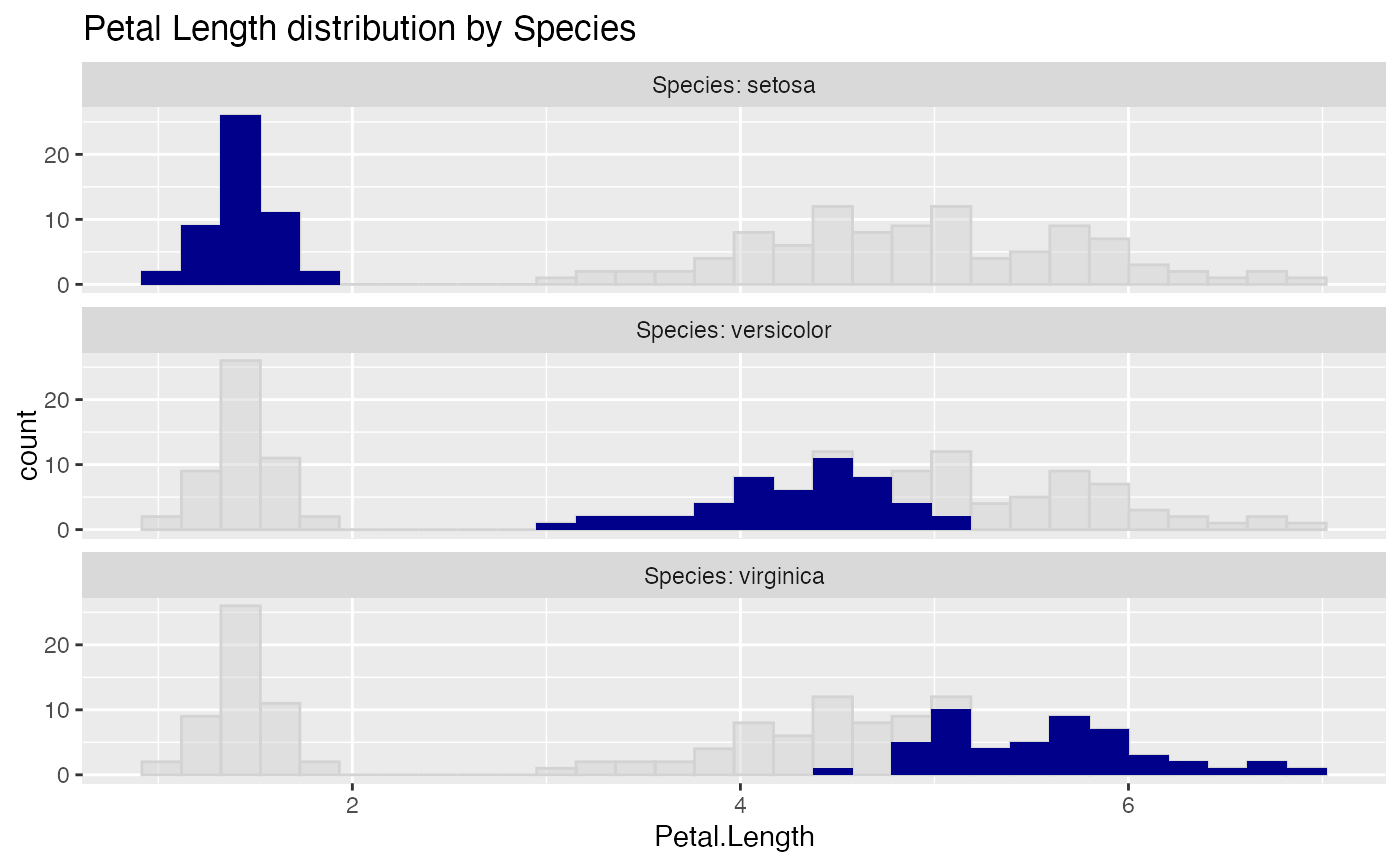 Petal Length distribution by Species
Species: setosa
20
10
0
Species: versicolor
20
10
0
count
Species: virginica
20
10
0
2 4 6
Petal.Length